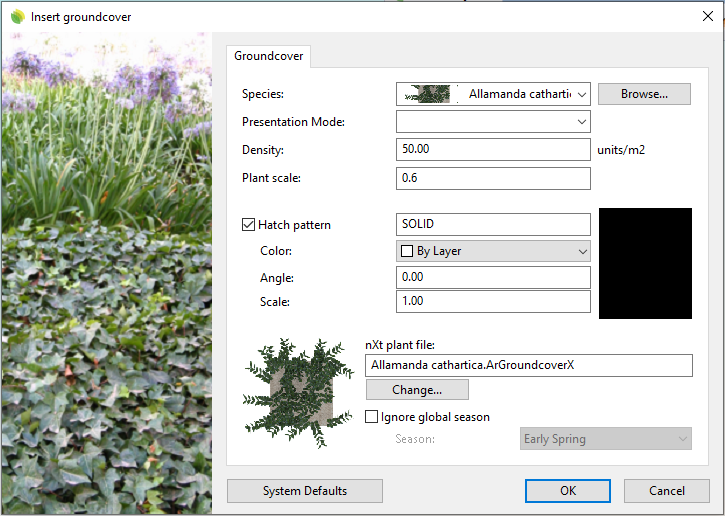 Insert groundcover
Groundcover
Species:
Allamanda cathartic
Browse...
Presentation Mode:
Density:
50.00
units/m2
Plant scale:
0.6
Hatch pattern
SOLID
Color:
By Layer
Angle:
0.00
Scale:
1.00
nXt plant file:
Allamanda cathartica.ArGroundcoverX
Change...
Ignore global season
Season:
Early Spring
System Defaults
OK
Cancel